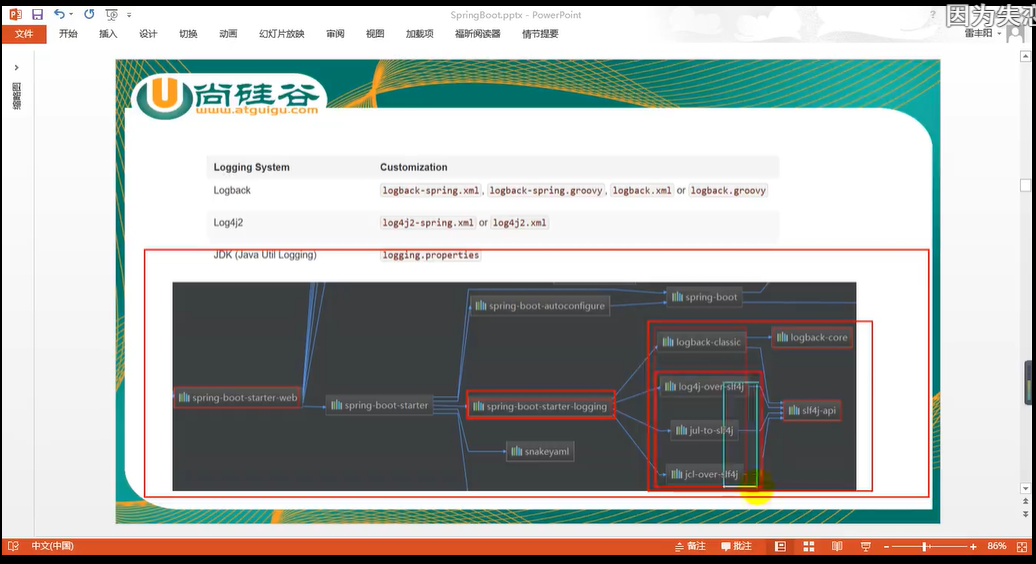 SpringBoot.pptx - PowerPoint
?
因为失恋
文件 开始 插入 设计 切换 动画 幻灯片放映 审阅 视图 加载项 福昕阅读器 情节提要
雷丰阳
缩略图
U 尚硅谷
www.atguigu.com
Logging System Customization
Logback logback-spring.xml, logback-spring.groovy, logback.xml or logback.groovy
Log4j2 log4j2-spring.xml or log4j2.xml
JDK (Java Util Logging) logging.properties
spring-boot-autoconfigure spring-boot
logback-classic logback-core
log4j-over-slf4j
spring-boot-starter-web spring-boot-starter spring-boot-starter-logging slf4j-api
jul-to-slf4j
snakeyaml
jcl-over-slf4j
中文(中国) 备注 批注 86%